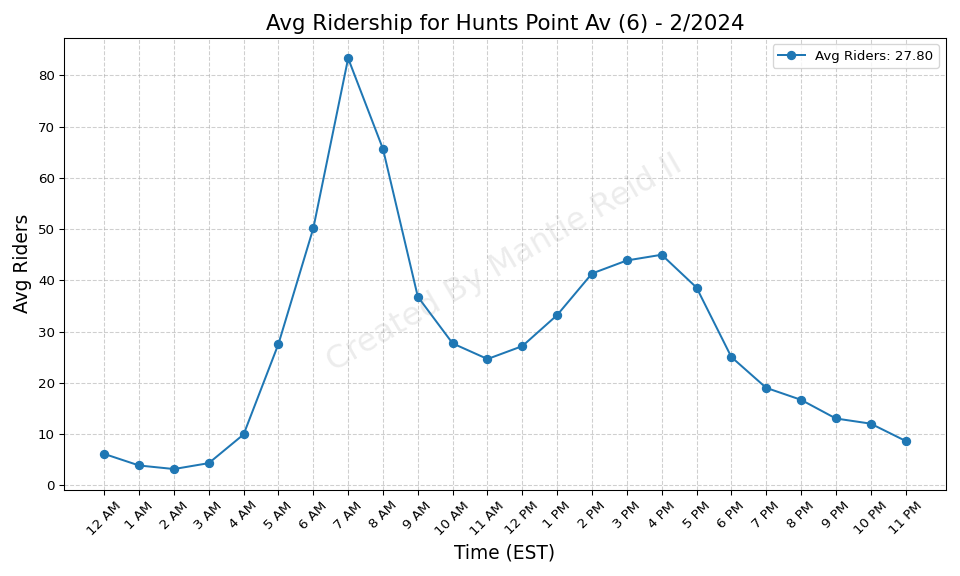 Avg Ridership for Hunts Point Av (6) - 2/2024
Avg Riders: 27.80
Avg Riders
80
70
60
50
40
30
20
10
0
Created By Mantie Reid II
12 AM
1 AM
2 AM
3 AM
4 AM
5 AM
6 AM
7 AM
8 AM
9 AM
10 AM
11 AM
12 PM
1 PM
2 PM
3 PM
4 PM
5 PM
6 PM
7 PM
8 PM
9 PM
10 PM
11 PM
Time (EST)